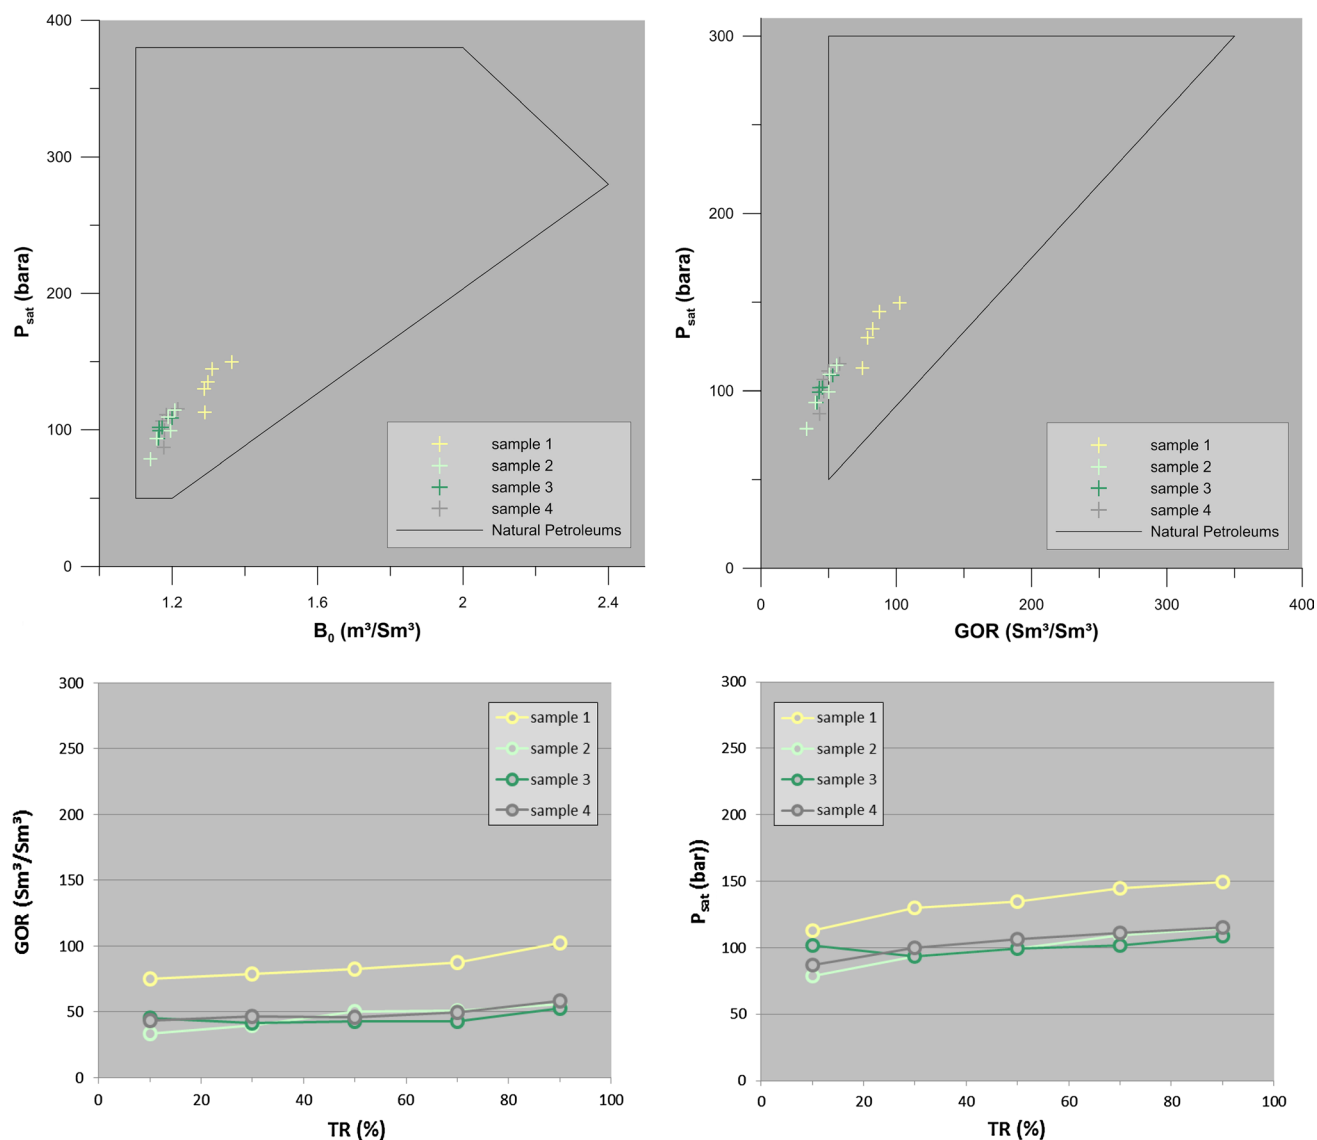 400
300
200
100
0
P_sat (bara)
1.2
1.6
2
2.4
B₀ (m³/Sm³)
sample 1
sample 2
sample 3
sample 4
Natural Petroleums
300
200
100
0
P_sat (bara)
0
100
200
300
400
GOR (Sm³/Sm³)
sample 1
sample 2
sample 3
sample 4
Natural Petroleums
300
250
200
150
100
50
0
GOR (Sm³/Sm³)
0
20
40
60
80
100
TR (%)
sample 1
sample 2
sample 3
sample 4
300
250
200
150
100
50
0
P_sat (bar))
0
20
40
60
80
100
TR (%)
sample 1
sample 2
sample 3
sample 4